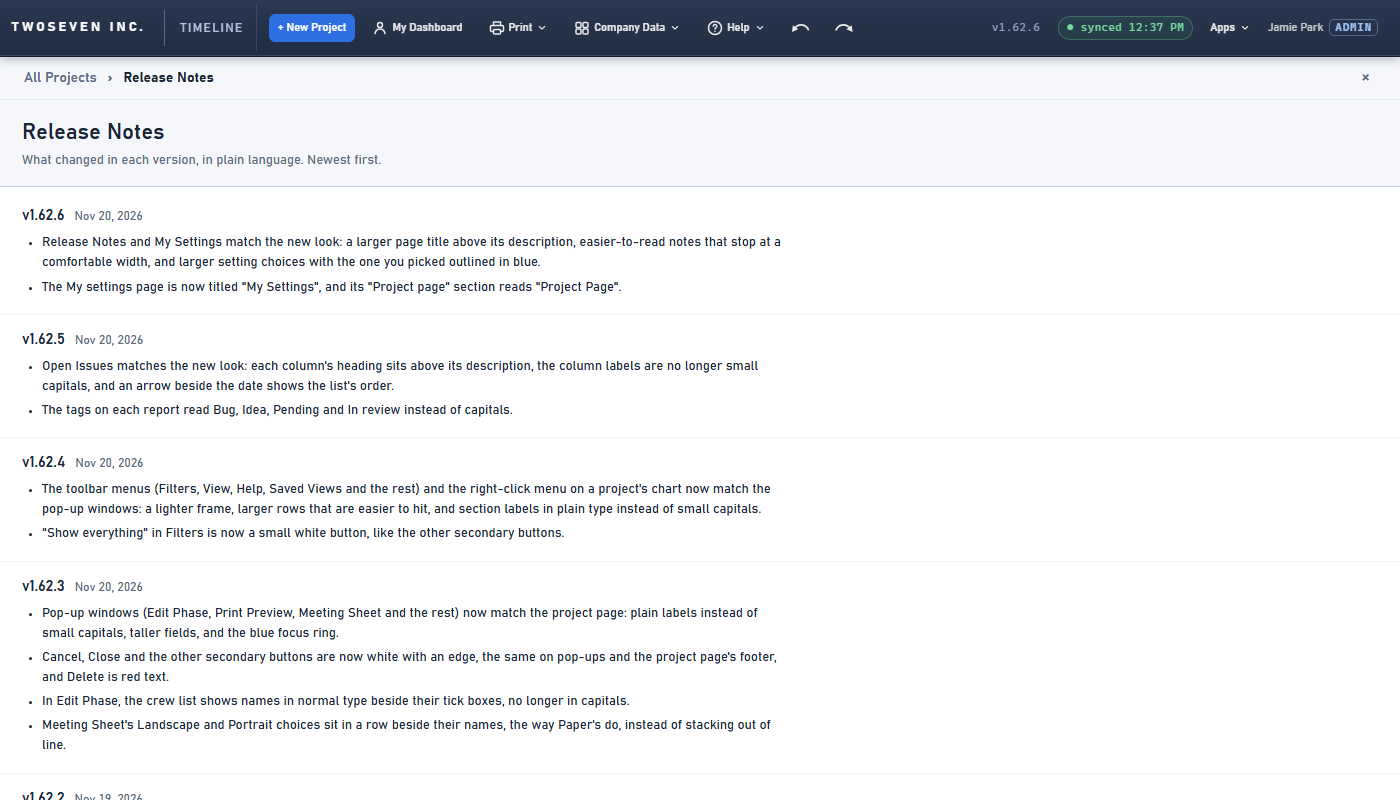 TWOSEVEN INC. TIMELINE + New Project My Dashboard Print Company Data Help v1.62.6 synced 12:37 PM Apps Jamie Park ADMIN
All Projects › Release Notes ×
Release Notes
What changed in each version, in plain language. Newest first.
v1.62.6 Nov 20, 2026
• Release Notes and My Settings match the new look: a larger page title above its description, easier-to-read notes that stop at a
comfortable width, and larger setting choices with the one you picked outlined in blue.
• The My settings page is now titled "My Settings", and its "Project page" section reads "Project Page".
v1.62.5 Nov 20, 2026
• Open Issues matches the new look: each column's heading sits above its description, the column labels are no longer small
capitals, and an arrow beside the date shows the list's order.
• The tags on each report read Bug, Idea, Pending and In review instead of capitals.
v1.62.4 Nov 20, 2026
• The toolbar menus (Filters, View, Help, Saved Views and the rest) and the right-click menu on a project's chart now match the
pop-up windows: a lighter frame, larger rows that are easier to hit, and section labels in plain type instead of small capitals.
• "Show everything" in Filters is now a small white button, like the other secondary buttons.
v1.62.3 Nov 20, 2026
• Pop-up windows (Edit Phase, Print Preview, Meeting Sheet and the rest) now match the project page: plain labels instead of
small capitals, taller fields, and the blue focus ring.
• Cancel, Close and the other secondary buttons are now white with an edge, the same on pop-ups and the project page's footer,
and Delete is red text.
• In Edit Phase, the crew list shows names in normal type beside their tick boxes, no longer in capitals.
• Meeting Sheet's Landscape and Portrait choices sit in a row beside their names, the way Paper's do, instead of stacking out of
line.
v1.62.2 Nov 19, 2026